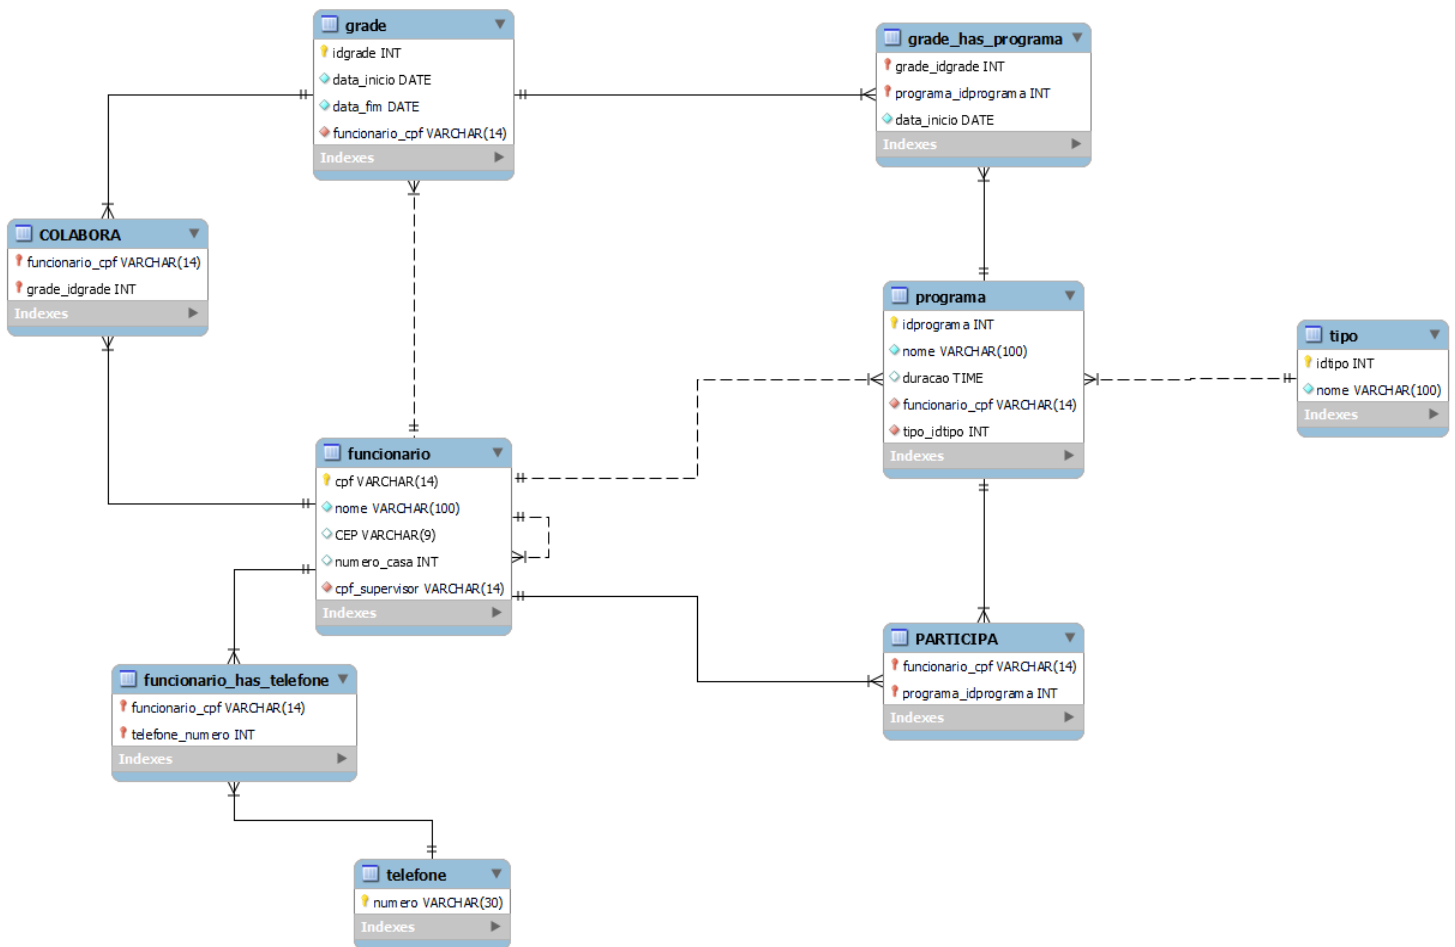 grade
idgrade INT
data_inicio DATE
data_fim DATE
funcionario_cpf VARCHAR(14)
Indexes
grade_has_programa
grade_idgrade INT
programa_idprograma INT
data_inicio DATE
Indexes
COLABORA
funcionario_cpf VARCHAR(14)
grade_idgrade INT
Indexes
programa
idprograma INT
nome VARCHAR(100)
duracao TIME
funcionario_cpf VARCHAR(14)
tipo_idtipo INT
Indexes
tipo
idtipo INT
nome VARCHAR(100)
Indexes
funcionario
cpf VARCHAR(14)
nome VARCHAR(100)
CEP VARCHAR(9)
numero_casa INT
cpf_supervisor VARCHAR(14)
Indexes
PARTICIPA
funcionario_cpf VARCHAR(14)
programa_idprograma INT
Indexes
funcionario_has_telefone
funcionario_cpf VARCHAR(14)
telefone_numero INT
Indexes
telefone
numero VARCHAR(30)
Indexes